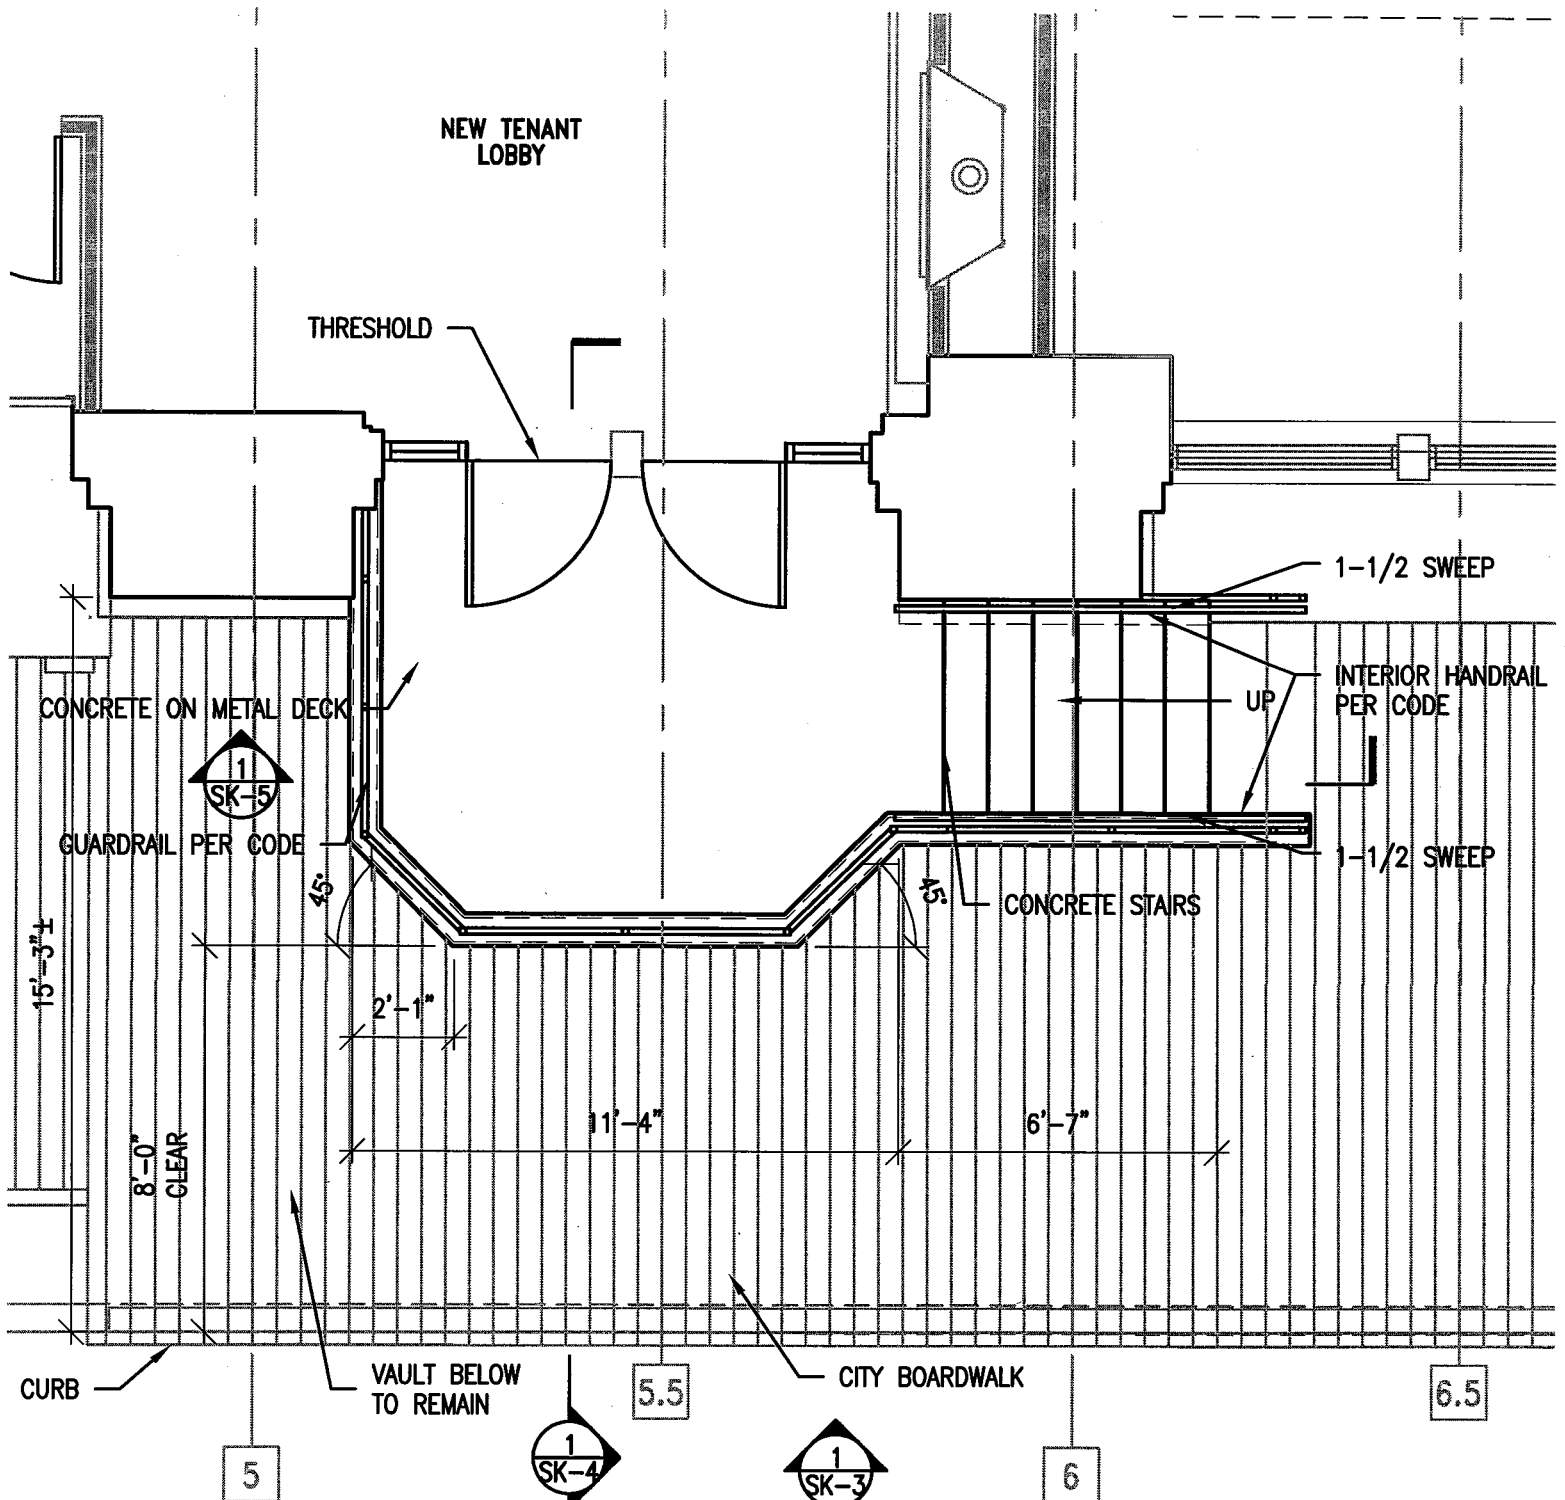 NEW TENANT
LOBBY
THRESHOLD
1-1/2 SWEEP
INTERIOR HANDRAIL
PER CODE
UP
CONCRETE ON METAL DECK
1
SK-5
GUARDRAIL PER CODE
1-1/2 SWEEP
45°
45°
CONCRETE STAIRS
15'-3"±
2'-1"
11'-4"
6'-7"
8'-0"
CLEAR
CURB
VAULT BELOW
TO REMAIN
CITY BOARDWALK
5.5
6.5
1
SK-4
1
SK-3
5
6